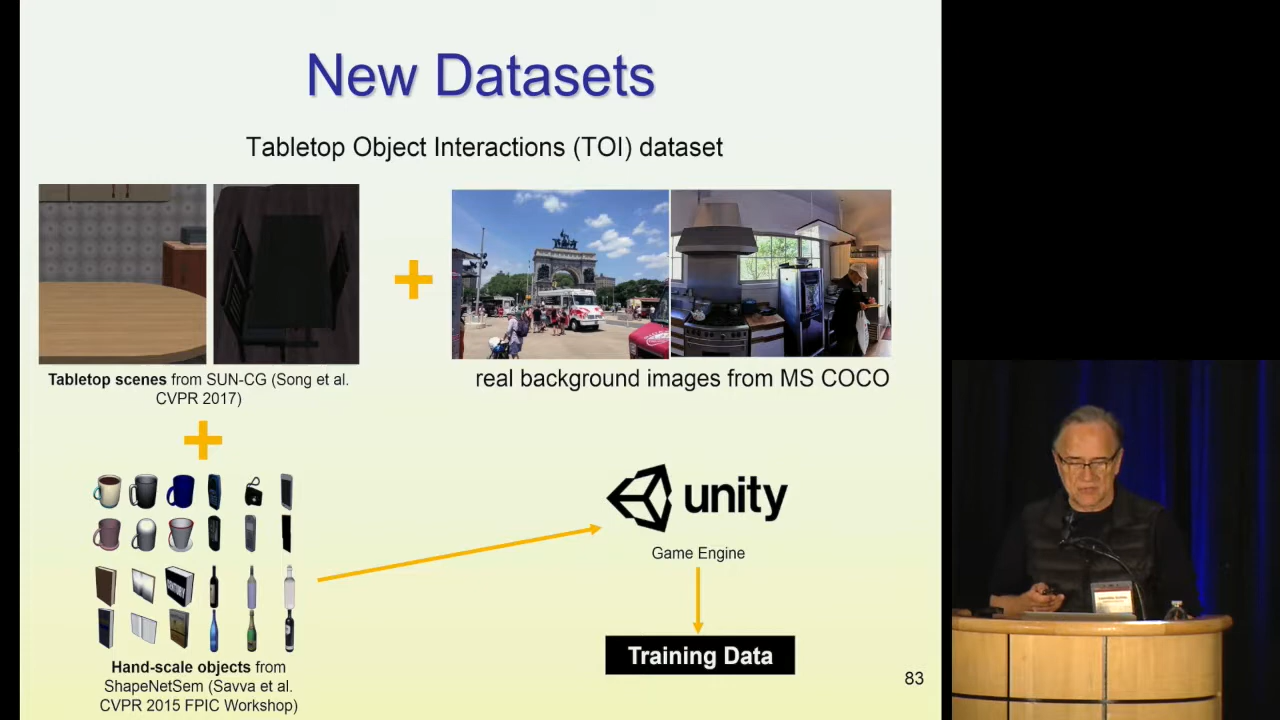 New Datasets
Tabletop Object Interactions (TOI) dataset
Tabletop scenes from SUN-CG (Song et al.
CVPR 2017)
real background images from MS COCO
unity
Game Engine
Training Data
Hand-scale objects from
ShapeNetSem (Savva et al.
CVPR 2015 FPIC Workshop)
83